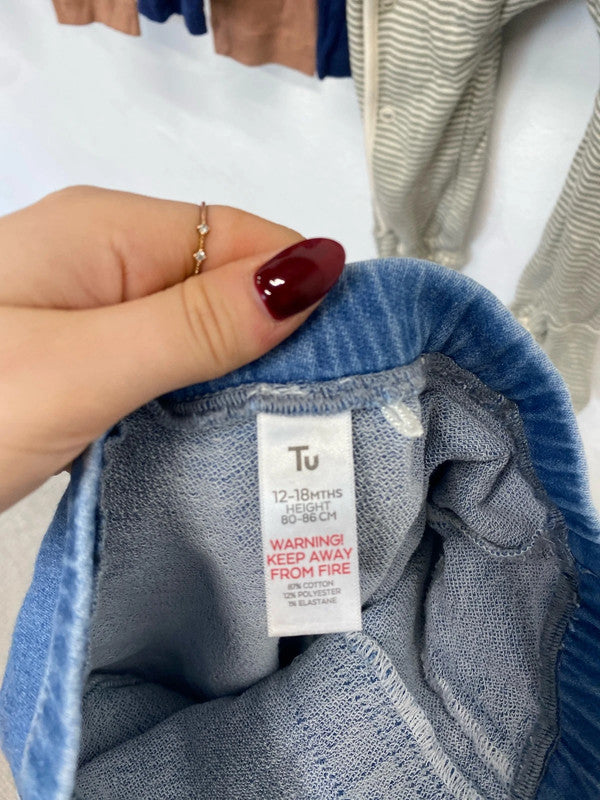 Tu
12-18MTHS
HEIGHT
80-86 CM
WARNING!
KEEP AWAY
FROM FIRE
87% COTTON
12% POLYESTER
1% ELASTANE